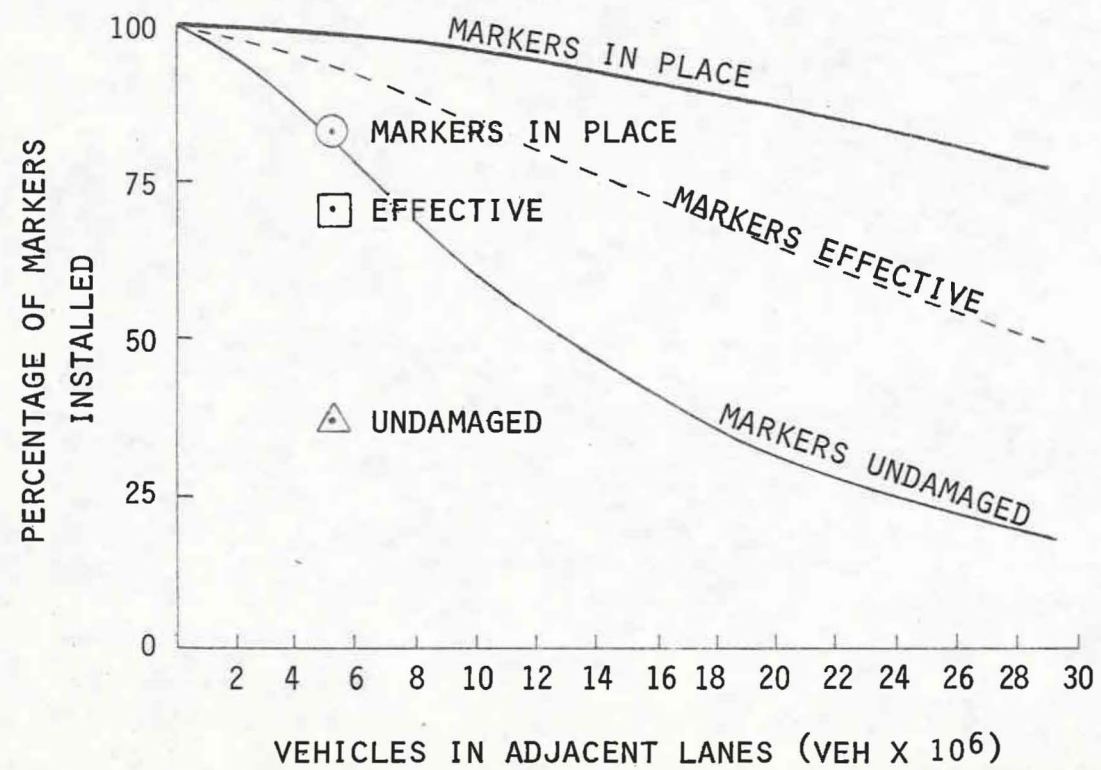 PERCENTAGE OF MARKERS
INSTALLED
100
75
50
25
0
MARKERS IN PLACE
MARKERS IN PLACE
EFFECTIVE
MARKERS EFFECTIVE
UNDAMAGED
MARKERS UNDAMAGED
2 4 6 8 10 12 14 16 18 20 22 24 26 28 30
VEHICLES IN ADJACENT LANES (VEH X 10⁶)